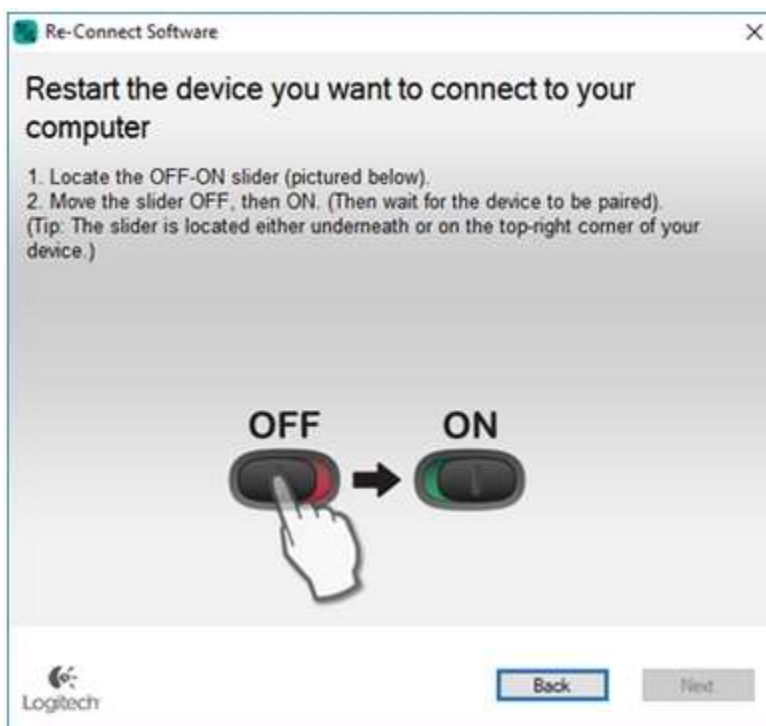 Re-Connect Software
Restart the device you want to connect to your
computer
1. Locate the OFF-ON slider (pictured below).
2. Move the slider OFF, then ON. (Then wait for the device to be paired).
(Tip: The slider is located either underneath or on the top-right corner of your
device.)
OFF ON
Logitech
Back Next